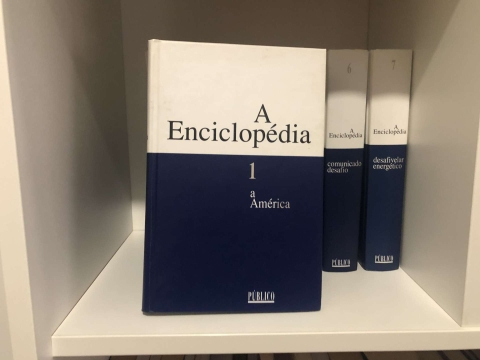 A
Enciclopédia
1
a
América
PÚBLICO
6
A
Enciclopédia
comunicado
desafio
PÚBLICO
7
A
Enciclopédia
desafivelar
energético
PÚBLICO